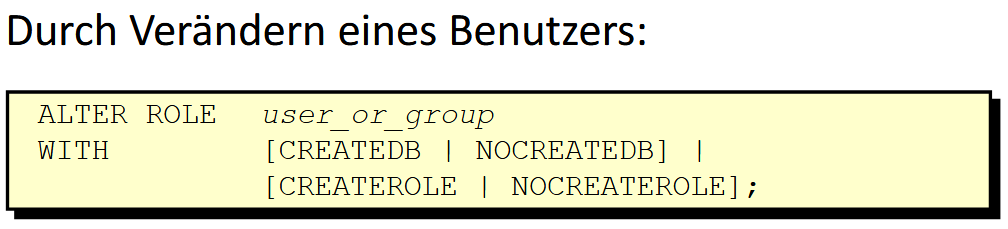 Durch Verändern eines Benutzers:
ALTER ROLE user_or_group
WITH [CREATEDB | NOCREATEDB] |
[CREATEROLE | NOCREATEROLE];